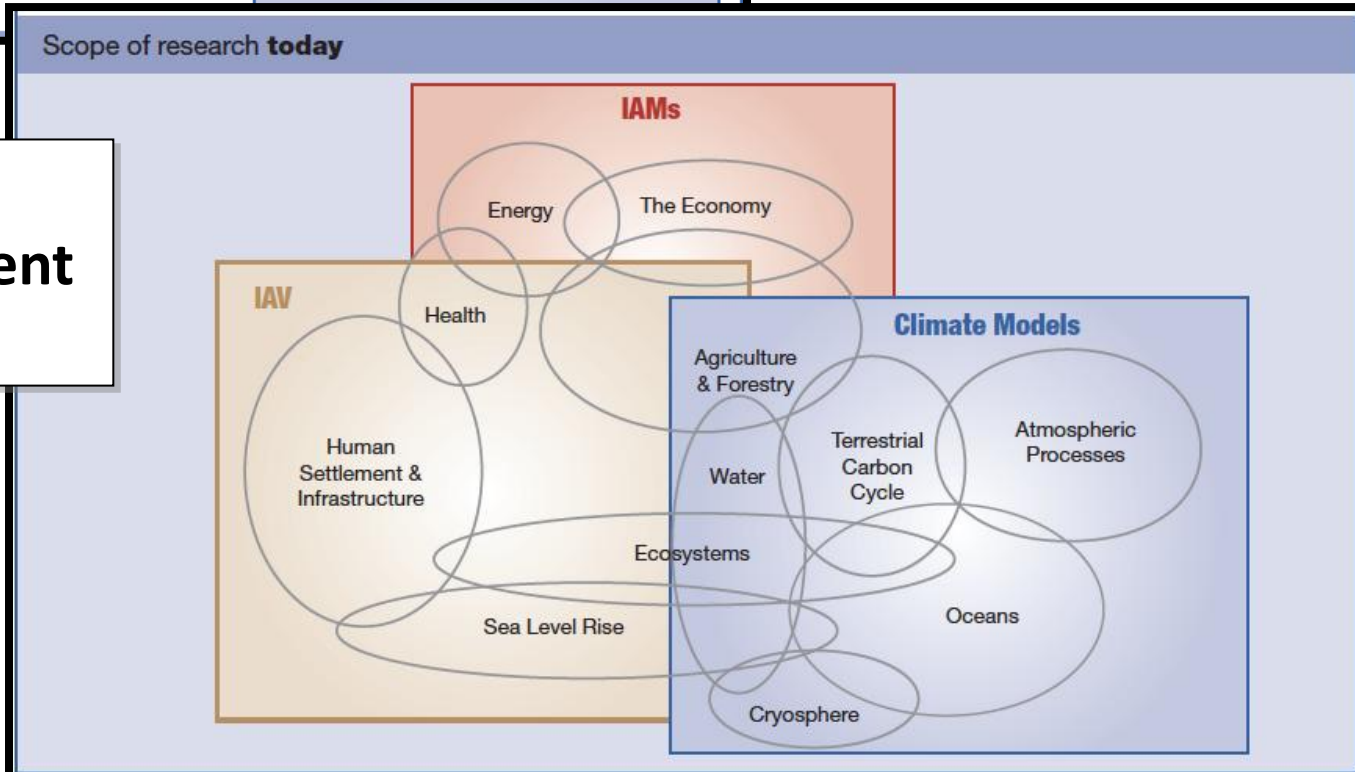 Scope of research today
IAMs
Energy
The Economy
IAV
Health
Climate Models
Agriculture
& Forestry
Human
Settlement &
Infrastructure
Water
Terrestrial
Carbon
Cycle
Atmospheric
Processes
Ecosystems
Sea Level Rise
Oceans
Cryosphere